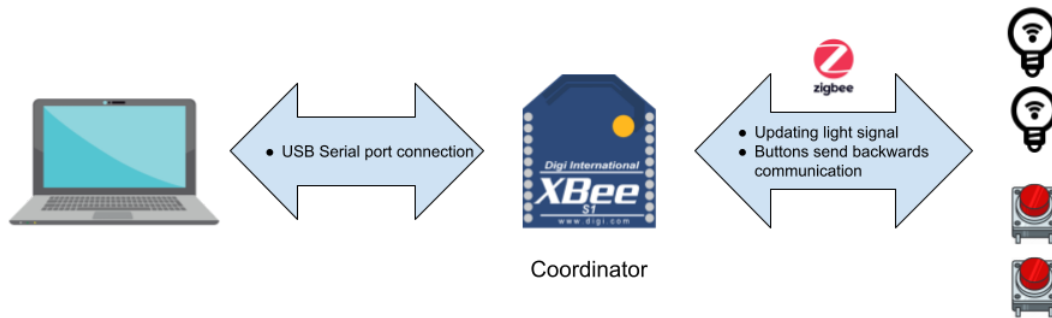 zigbee
● USB Serial port connection
Digi International
XBee
S1
www.digi.com
● Updating light signal
● Buttons send backwards
communication
Coordinator